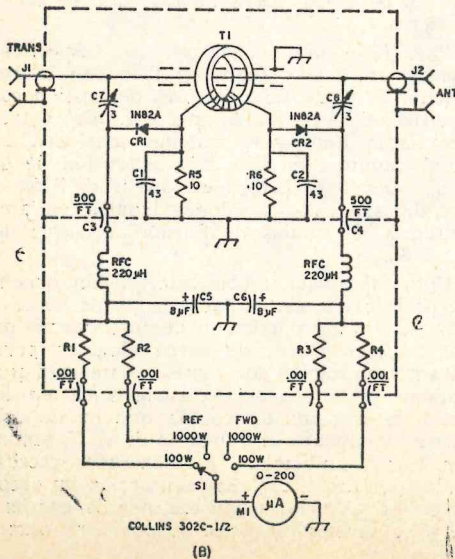 TRANS
J1
T1
J2
ANT
C7
3
C8
3
1N82A
CR1
1N82A
CR2
C1
43
R5
10
R6
10
C2
43
500
FT
C3
500
FT
C4
RFC
220µH
RFC
220µH
C5
8µF
C6
8µF
R1
R2
R3
R4
.001
FT
.001
FT
.001
FT
.001
FT
REF
FWD
1000W
1000W
100W
100W
S1
0-200
+
µA
-
M1
COLLINS 302C-1/2
(B)